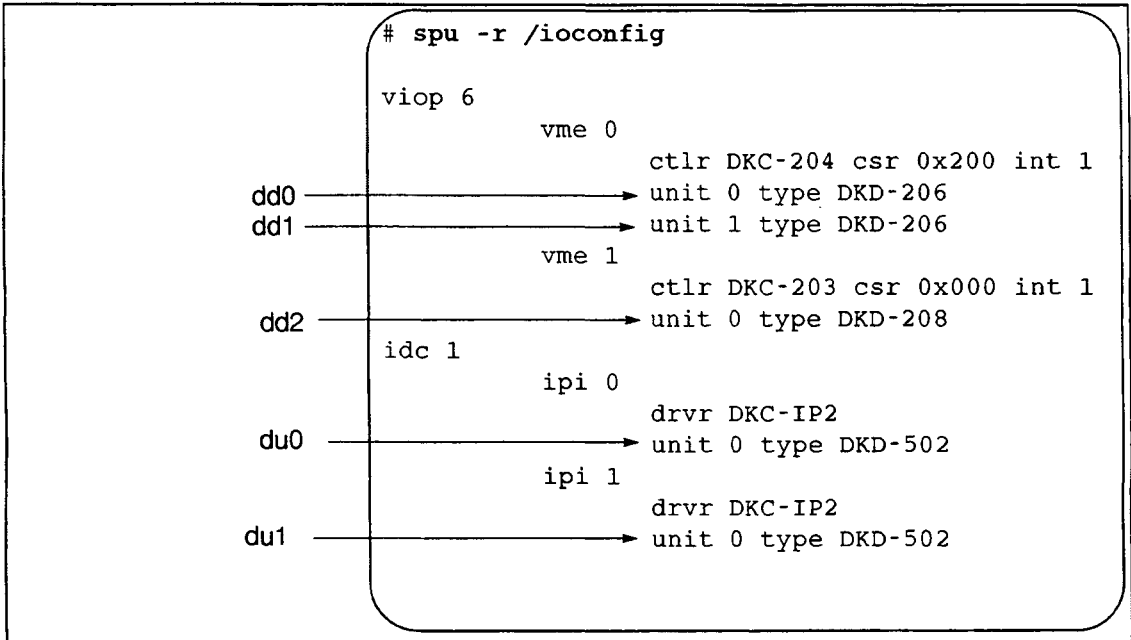 # spu -r /ioconfig
viop 6
vme 0
ctlr DKC-204 csr 0x200 int 1
dd0 unit 0 type DKD-206
dd1 unit 1 type DKD-206
vme 1
ctlr DKC-203 csr 0x000 int 1
dd2 unit 0 type DKD-208
idc 1
ipi 0
drvr DKC-IP2
du0 unit 0 type DKD-502
ipi 1
drvr DKC-IP2
du1 unit 0 type DKD-502